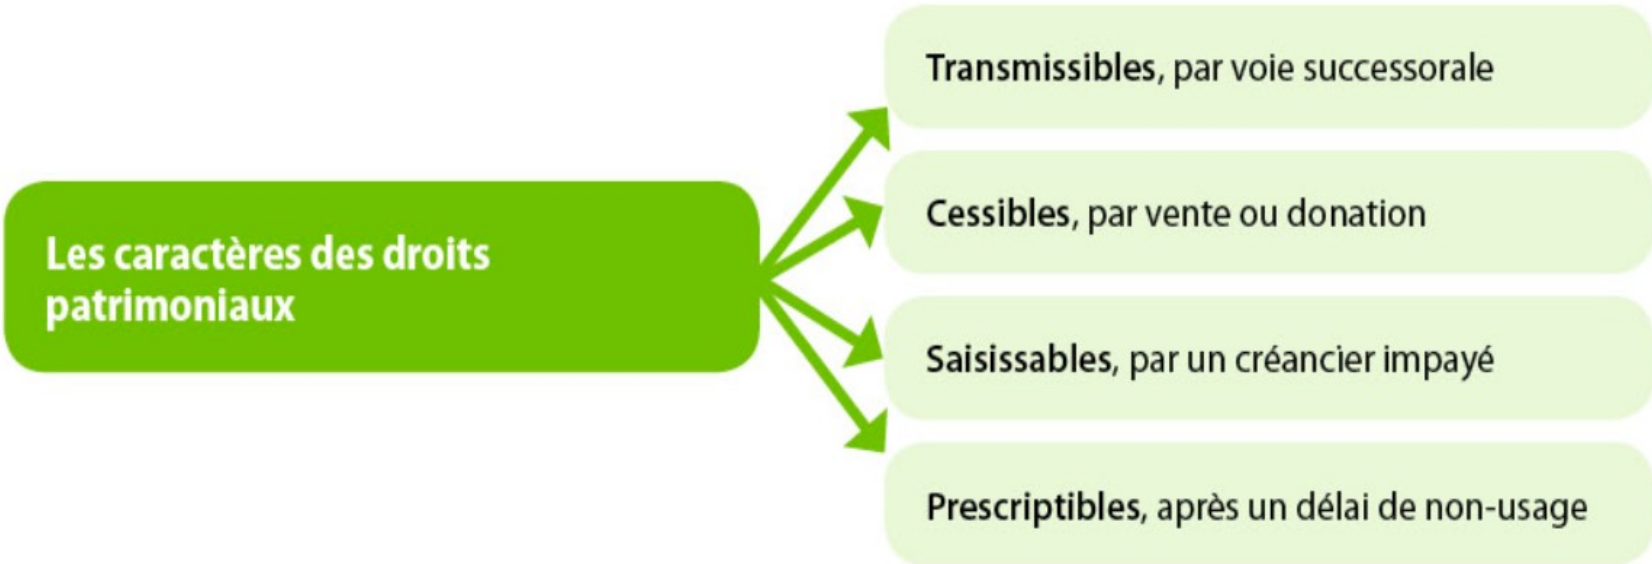 Les caractères des droits
patrimoniaux
Transmissibles, par voie successorale
Cessibles, par vente ou donation
Saisissables, par un créancier impayé
Prescriptibles, après un délai de non-usage